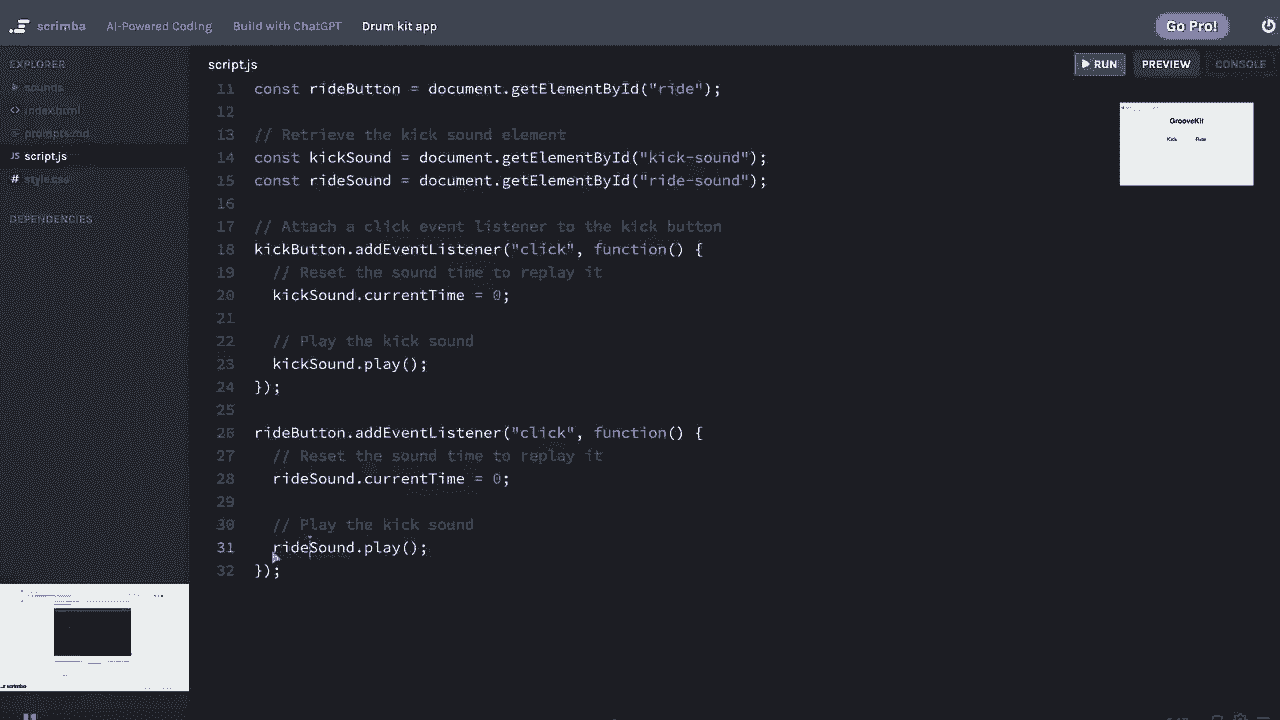 scrimba AI-Powered Coding Build with ChatGPT Drum kit app Go Pro!
EXPLORER
sounds
index.html
prompts.md
JS script.js
# style.css
DEPENDENCIES
script.js
RUN PREVIEW CONSOLE
11 const rideButton = document.getElementById("ride");
12
13 // Retrieve the kick sound element
14 const kickSound = document.getElementById("kick-sound");
15 const rideSound = document.getElementById("ride-sound");
16
17 // Attach a click event listener to the kick button
18 kickButton.addEventListener("click", function() {
19 // Reset the sound time to replay it
20 kickSound.currentTime = 0;
21
22 // Play the kick sound
23 kickSound.play();
24 });
25
26 rideButton.addEventListener("click", function() {
27 // Reset the sound time to replay it
28 rideSound.currentTime = 0;
29
30 // Play the kick sound
31 rideSound.play();
32 });
GrooveKit
Kick Ride
scrimba